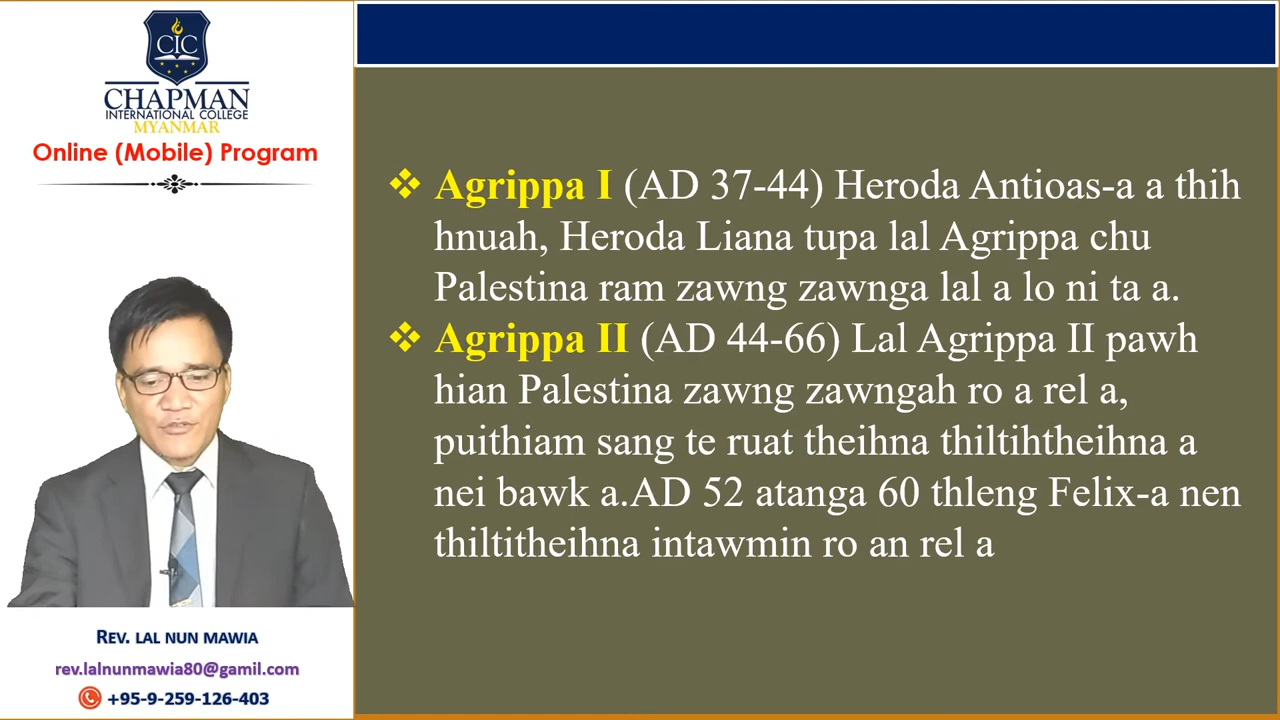 CIC
CHAPMAN
INTERNATIONAL COLLEGE
MYANMAR
Online (Mobile) Program
REV. LAL NUN MAWIA
rev.lalnunmawia80@gamil.com
+95-9-259-126-403
❖ Agrippa I (AD 37-44) Heroda Antioas-a a thih
hnuah, Heroda Liana tupa lal Agrippa chu
Palestina ram zawng zawnga lal a lo ni ta a.
❖ Agrippa II (AD 44-66) Lal Agrippa II pawh
hian Palestina zawng zawngah ro a rel a,
puithiam sang te ruat theihna thiltihtheihna a
nei bawk a.AD 52 atanga 60 thleng Felix-a nen
thiltitheihna intawmin ro an rel a